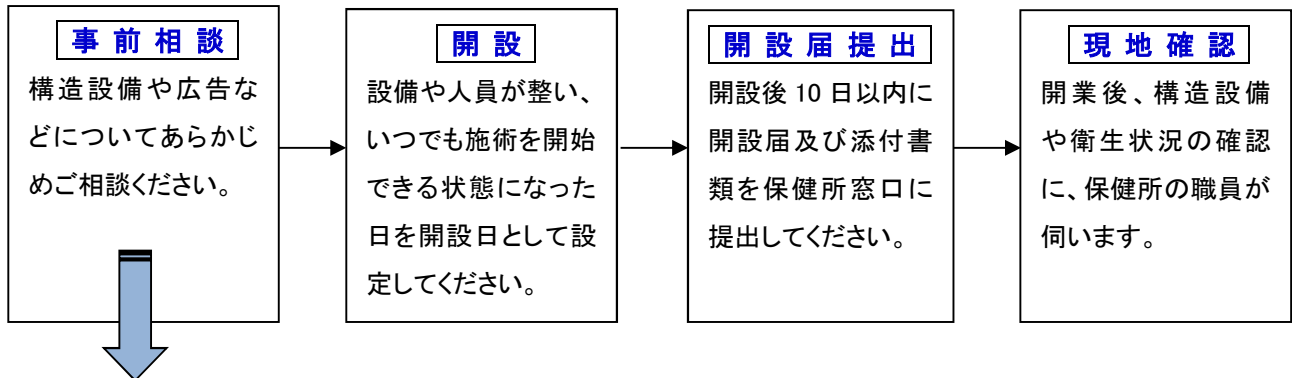 事前相談
構造設備や広告な
どについてあらかじ
めご相談ください。
開設
設備や人員が整い、
いつでも施術を開始
できる状態になった
日を開設日として設
定してください。
開設届提出
開設後 10 日以内に
開設届及び添付書
類を保健所窓口に
提出してください。
現地確認
開業後、構造設備
や衛生状況の確認
に、保健所の職員が
伺います。